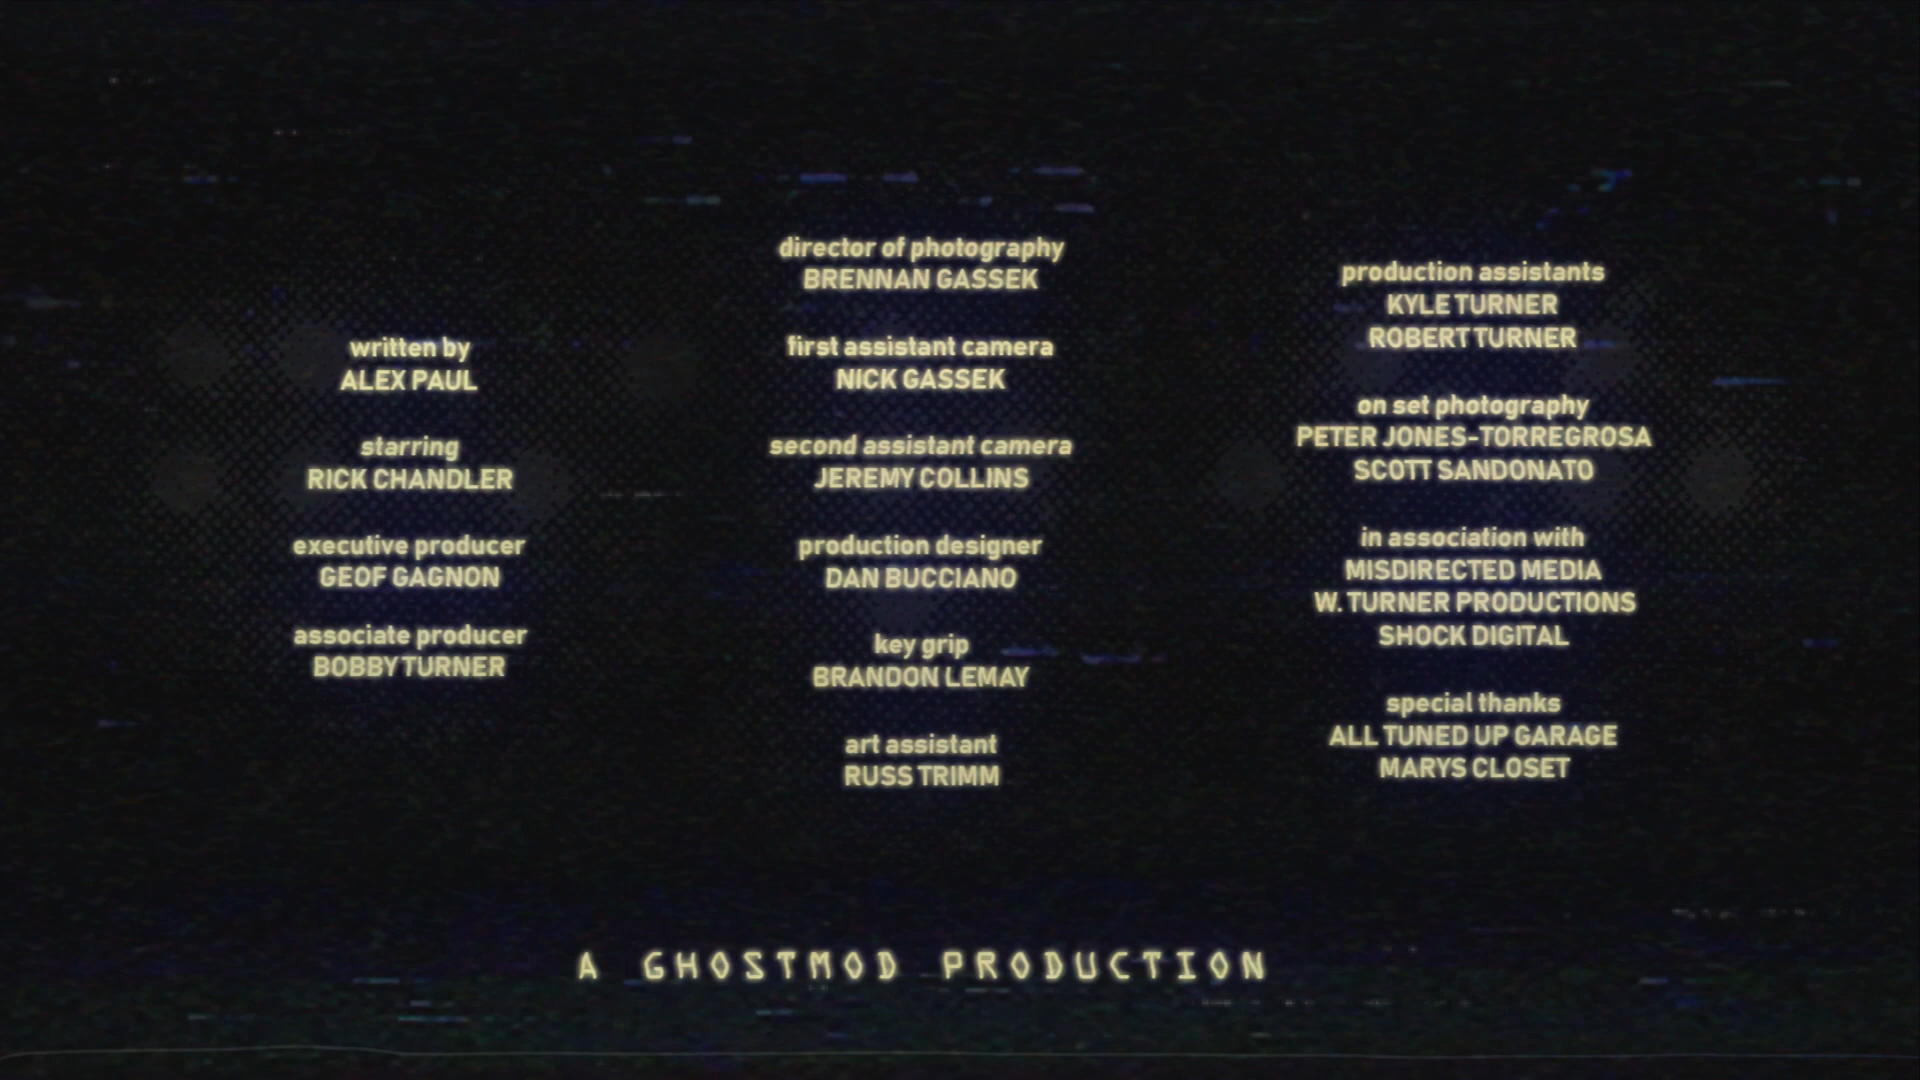 written by
ALEX PAUL
starring
RICK CHANDLER
executive producer
GEOF GAGNON
associate producer
BOBBY TURNER
director of photography
BRENNAN GASSEK
first assistant camera
NICK GASSEK
second assistant camera
JEREMY COLLINS
production designer
DAN BUCCIANO
key grip
BRANDON LEMAY
art assistant
RUSS TRIMM
production assistants
KYLE TURNER
ROBERT TURNER
on set photography
PETER JONES-TORREGROSA
SCOTT SANDONATO
in association with
MISDIRECTED MEDIA
W. TURNER PRODUCTIONS
SHOCK DIGITAL
special thanks
ALL TUNED UP GARAGE
MARYS CLOSET
A GHOSTMOD PRODUCTION